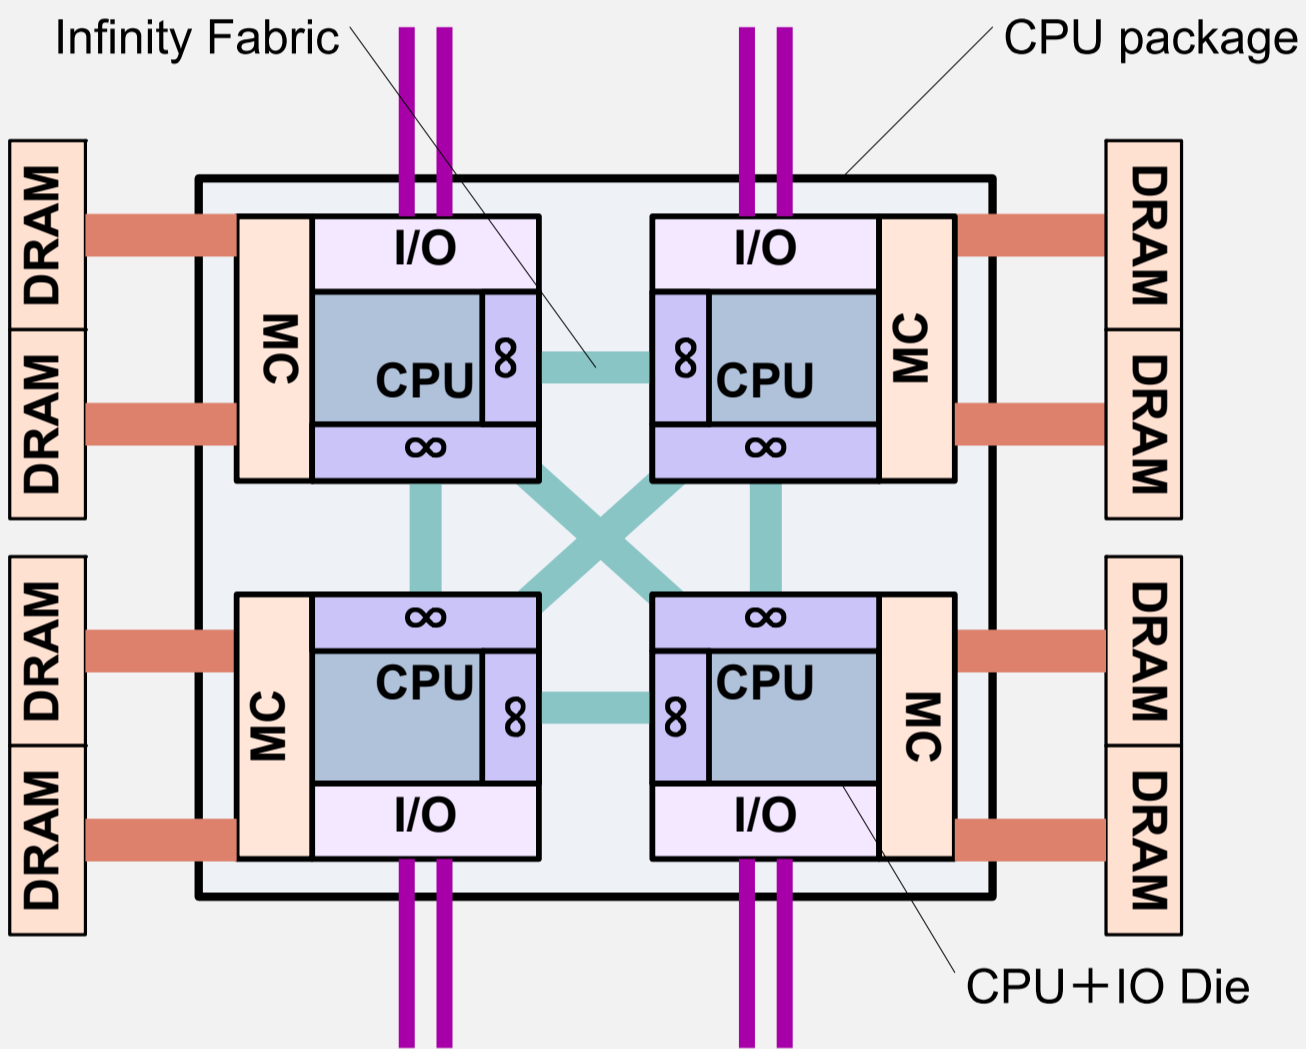 Infinity Fabric
CPU package
DRAM
DRAM
MC
I/O
CPU
∞
∞
I/O
∞
CPU
∞
MC
DRAM
DRAM
DRAM
DRAM
MC
∞
CPU
∞
I/O
∞
∞
CPU
I/O
MC
DRAM
DRAM
CPU+IO Die